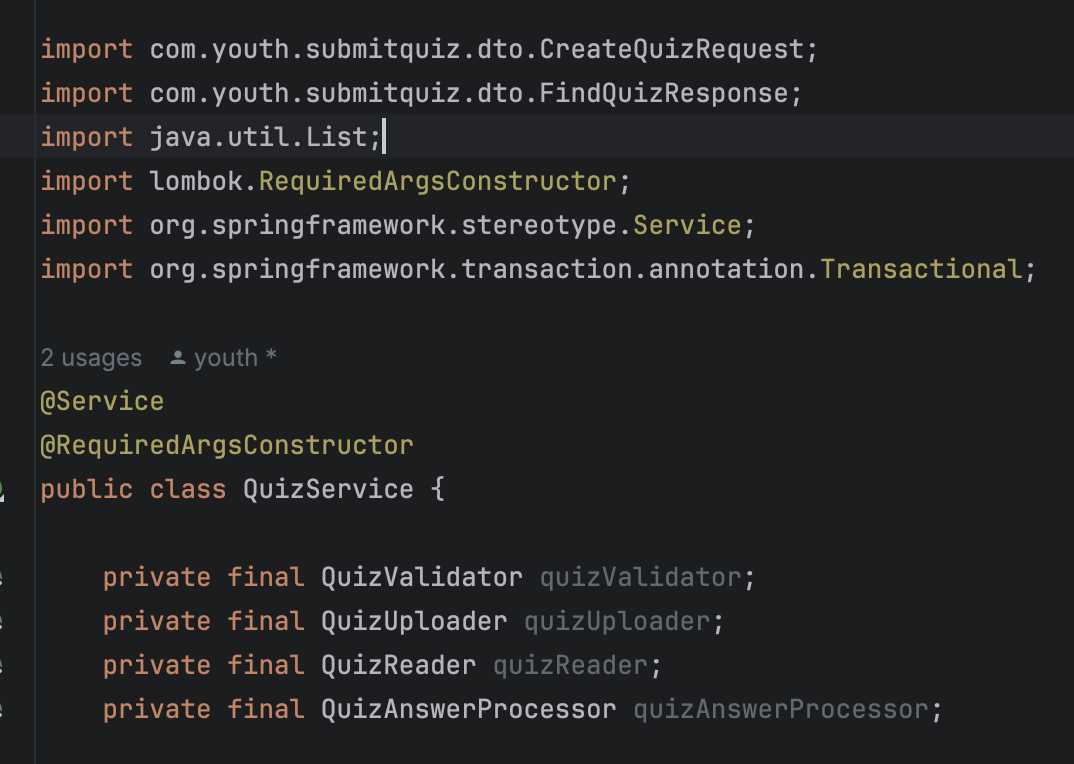 import com.youth.submitquiz.dto.CreateQuizRequest;
import com.youth.submitquiz.dto.FindQuizResponse;
import java.util.List;
import lombok.RequiredArgsConstructor;
import org.springframework.stereotype.Service;
import org.springframework.transaction.annotation.Transactional;
2 usages youth *
@Service
@RequiredArgsConstructor
public class QuizService {
private final QuizValidator quizValidator;
private final QuizUploader quizUploader;
private final QuizReader quizReader;
private final QuizAnswerProcessor quizAnswerProcessor;